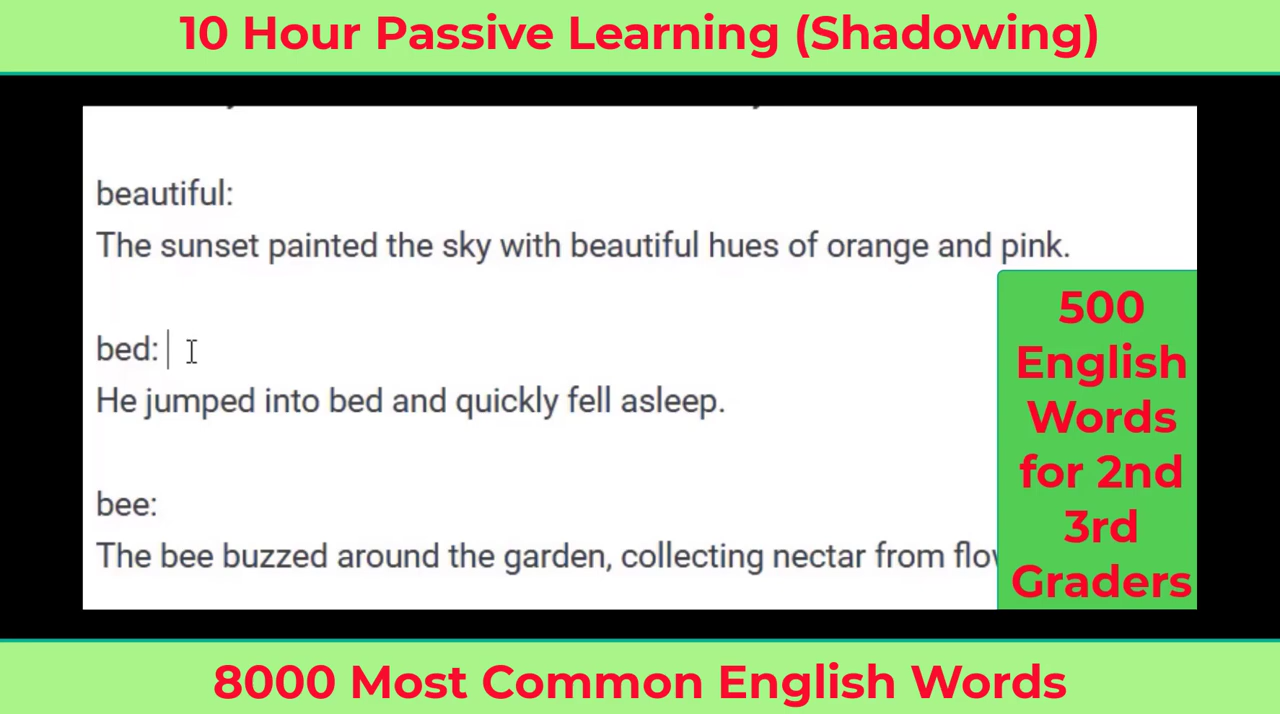 10 Hour Passive Learning (Shadowing)
beautiful:
The sunset painted the sky with beautiful hues of orange and pink.
bed:
He jumped into bed and quickly fell asleep.
bee:
The bee buzzed around the garden, collecting nectar from
500
English
Words
for 2nd
3rd
Graders
8000 Most Common English Words